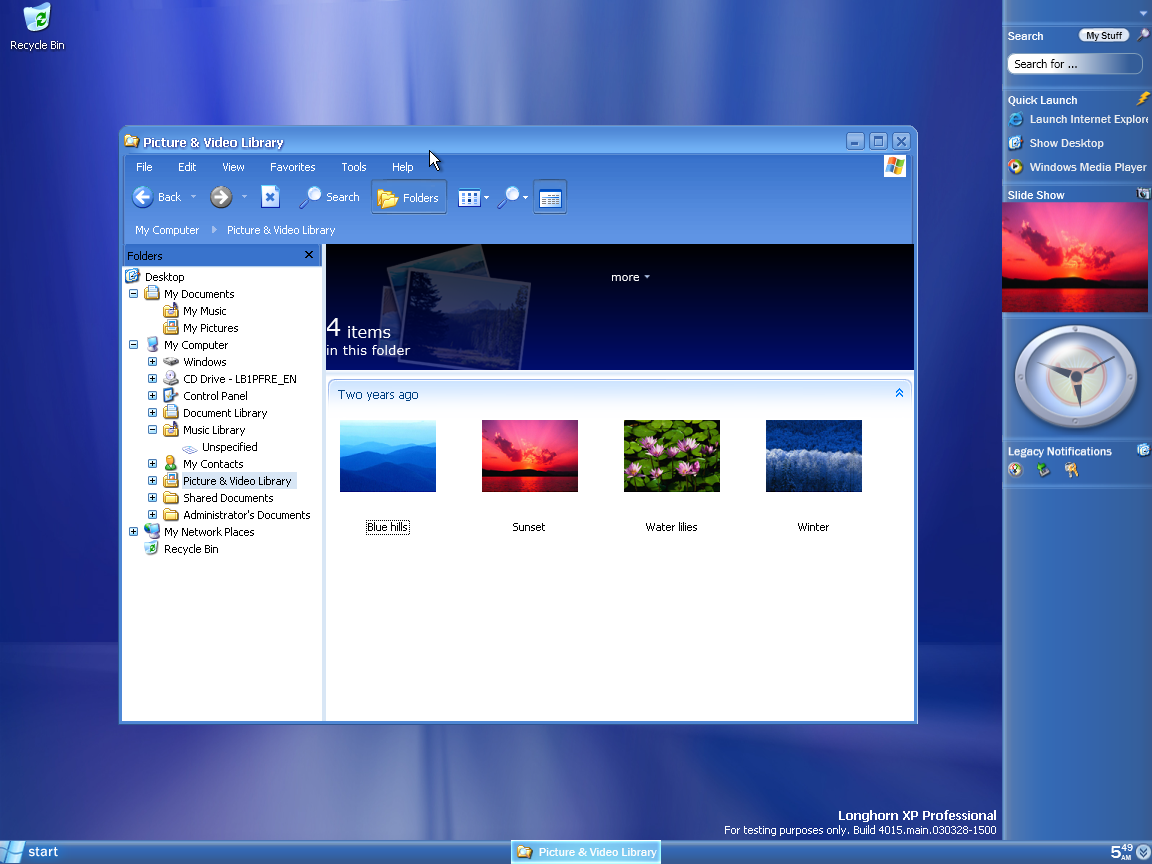 Recycle Bin
Search
My Stuff
Search for ...
Quick Launch
Launch Internet Explore
Show Desktop
Windows Media Player
Slide Show
Legacy Notifications
Picture & Video Library
File Edit View Favorites Tools Help
Back Search Folders
My Computer Picture & Video Library
Folders
Desktop
My Documents
My Music
My Pictures
My Computer
Windows
CD Drive - LB1PFRE_EN
Control Panel
Document Library
Music Library
Unspecified
My Contacts
Picture & Video Library
Shared Documents
Administrator's Documents
My Network Places
Recycle Bin
more
4 items
in this folder
Two years ago
Blue hills Sunset Water lilies Winter
Longhorn XP Professional
For testing purposes only. Build 4015.main.030328-1500
start
Picture & Video Library
5 49 AM